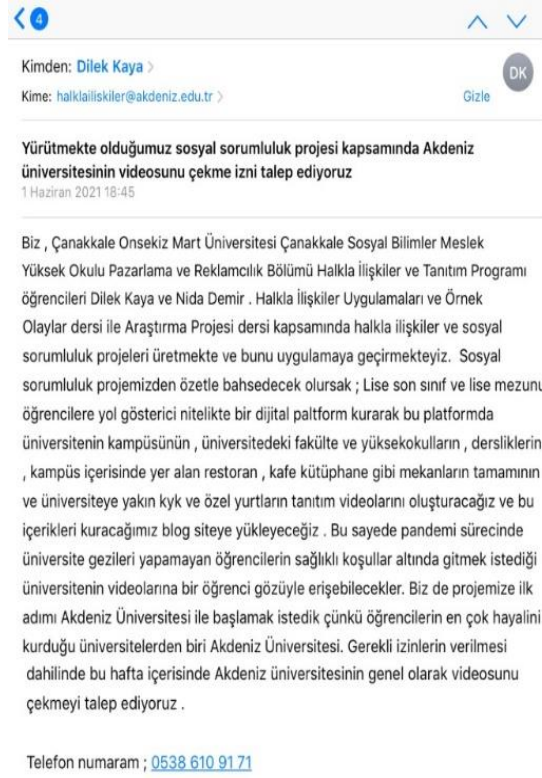 4
Kimden: Dilek Kaya
DK
Kime: halklailiskiler@akdeniz.edu.tr
Gizle
Yürütmekte olduğumuz sosyal sorumluluk projesi kapsamında Akdeniz
üniversitesinin videosunu çekme izni talep ediyoruz
1 Haziran 2021 18:45
Biz , Çanakkale Onsekiz Mart Üniversitesi Çanakkale Sosyal Bilimler Meslek
Yüksek Okulu Pazarlama ve Reklamcılık Bölümü Halkla İlişkiler ve Tanıtım Programı
öğrencileri Dilek Kaya ve Nida Demir . Halkla İlişkiler Uygulamaları ve Örnek
Olaylar dersi ile Araştırma Projesi dersi kapsamında halkla ilişkiler ve sosyal
sorumluluk projeleri üretmekte ve bunu uygulamaya geçirmekteyiz. Sosyal
sorumluluk projemizden özetle bahsedecek olursak ; Lise son sınıf ve lise mezunu
öğrencilere yol gösterici nitelikte bir dijital paltform kurarak bu platformda
üniversitenin kampüsünün , üniversitedeki fakülte ve yüksekokulların , dersliklerin
, kampüs içerisinde yer alan restoran , kafe kütüphane gibi mekanların tamamının
ve üniversiteye yakın kyk ve özel yurtların tanıtım videolarını oluşturacağız ve bu
içerikleri kuracağımız blog siteye yükleyeceğiz . Bu sayede pandemi sürecinde
üniversite gezileri yapamayan öğrencilerin sağlıklı koşullar altında gitmek istediği
üniversitenin videolarına bir öğrenci gözüyle erişebilecekler. Biz de projemize ilk
adımı Akdeniz Üniversitesi ile başlamak istedik çünkü öğrencilerin en çok hayalini
kurduğu üniversitelerden biri Akdeniz Üniversitesi. Gerekli izinlerin verilmesi
dahilinde bu hafta içerisinde Akdeniz üniversitesinin genel olarak videosunu
çekmeyi talep ediyoruz .
Telefon numaram ; 0538 610 91 71